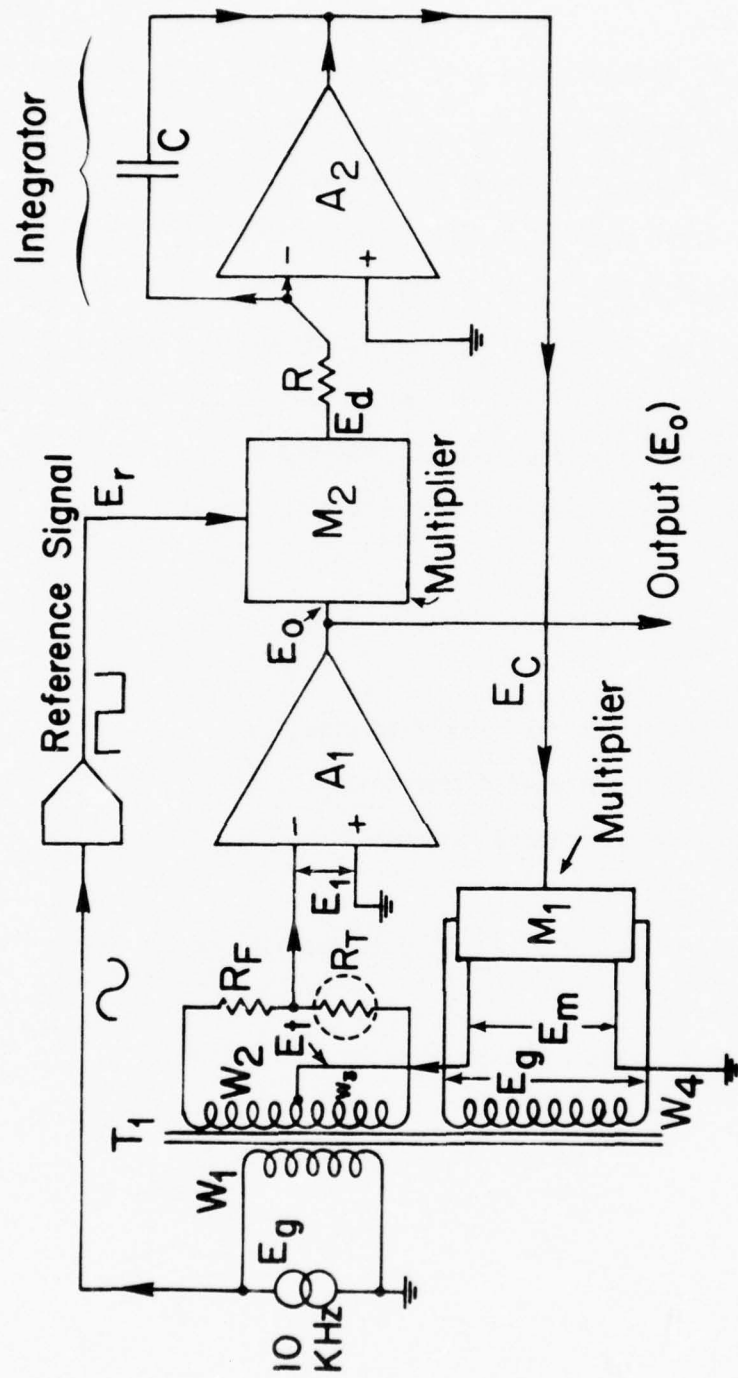 Integrator
C
A2
-
+
Reference Signal
Er
R
Ed
M2
Multiplier
Eo
A1
-
+
E1
Output (Eo)
EC
Multiplier
M1
RF
RT
Et
T1
W2
w3
Em
Eg
W4
W1
Eg
10
KHz